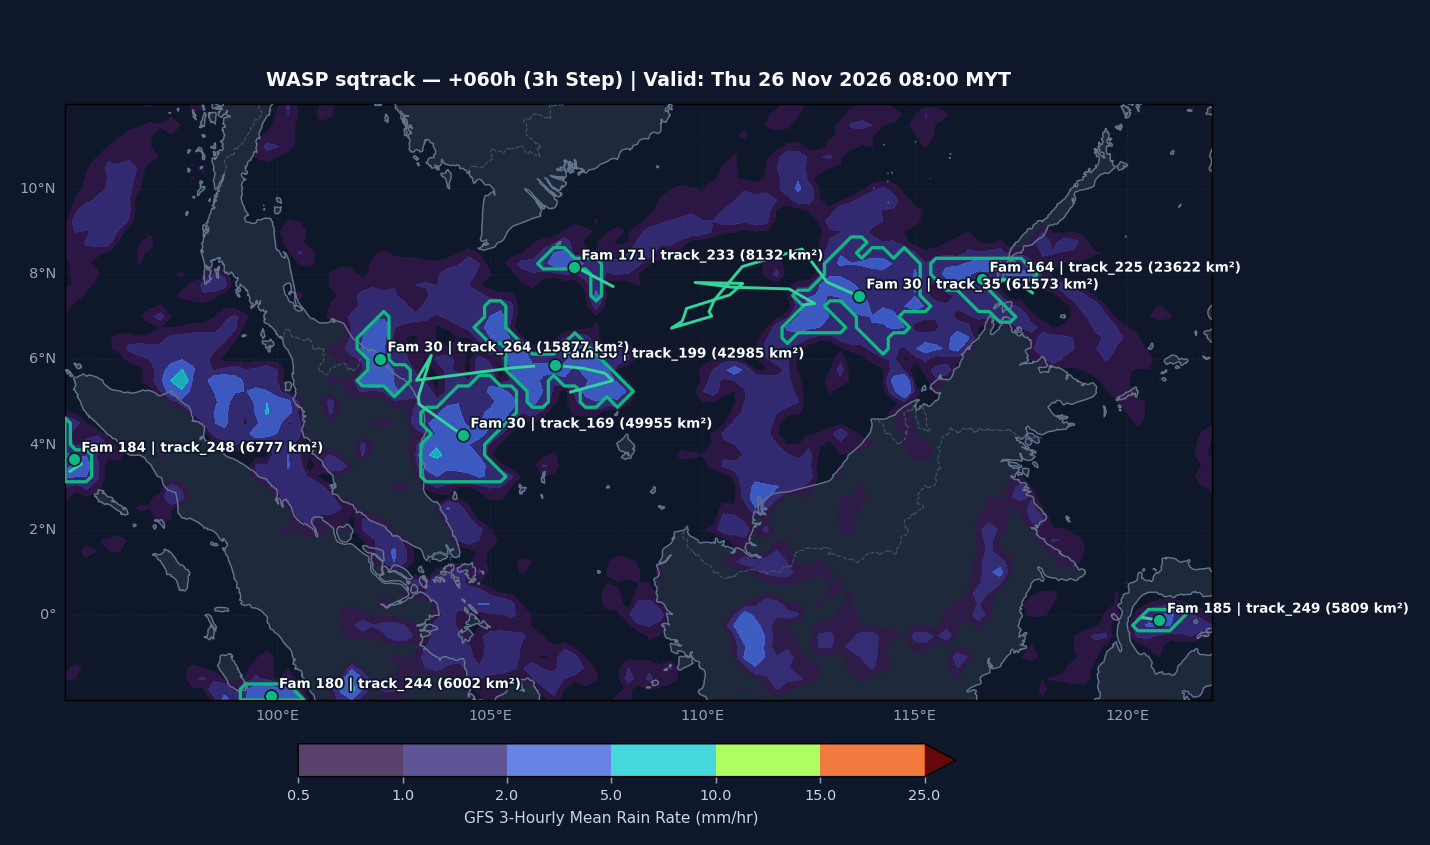 WASP sqtrack — +060h (3h Step) | Valid: Thu 26 Nov 2026 08:00 MYT
10°N
8°N
6°N
4°N
2°N
0°
Fam 171 | track_233 (8132 km²)
Fam 164 | track_225 (23622 km²)
Fam 30 | track_35 (61573 km²)
Fam 30 | track_264 (15877 km²)
Fam 30 | track_199 (42985 km²)
Fam 30 | track_169 (49955 km²)
Fam 184 | track_248 (6777 km²)
Fam 185 | track_249 (5809 km²)
Fam 180 | track_244 (6002 km²)
100°E 105°E 110°E 115°E 120°E
0.5 1.0 2.0 5.0 10.0 15.0 25.0
GFS 3-Hourly Mean Rain Rate (mm/hr)